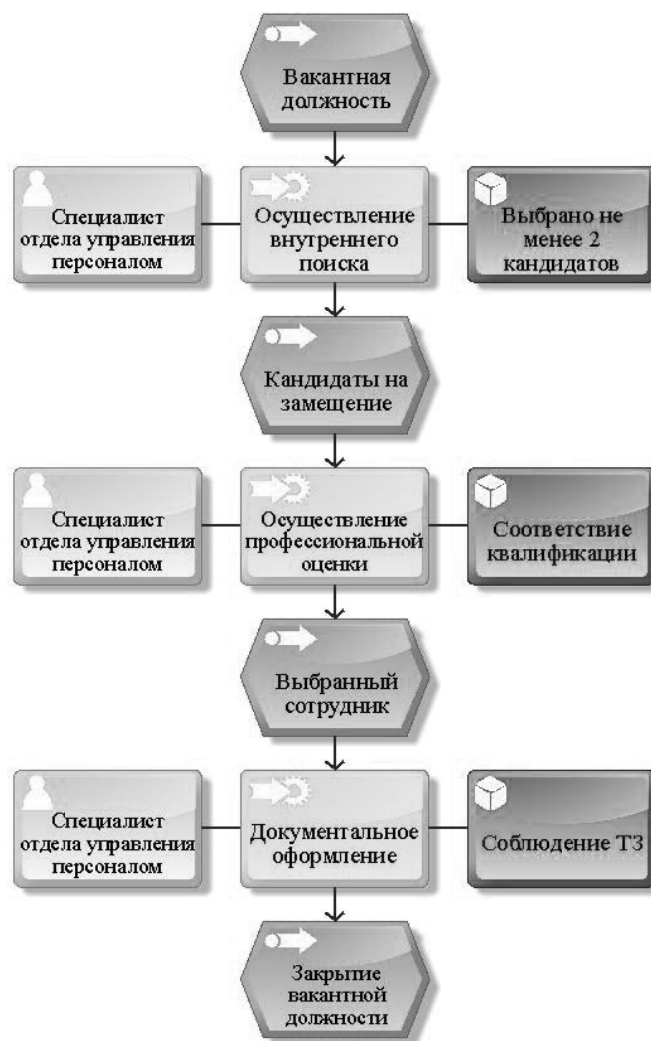 Вакантная
должность
Специалист
отдела управления
персоналом
Осуществление
внутреннего
поиска
Выбрано не
менее 2
кандидатов
Кандидаты на
замещение
Специалист
отдела управления
персоналом
Осуществление
профессиональной
оценки
Соответствие
квалификации
Выбранный
сотрудник
Специалист
отдела управления
персоналом
Документальное
оформление
Соблюдение ТЗ
Закрытие
вакантной
должности